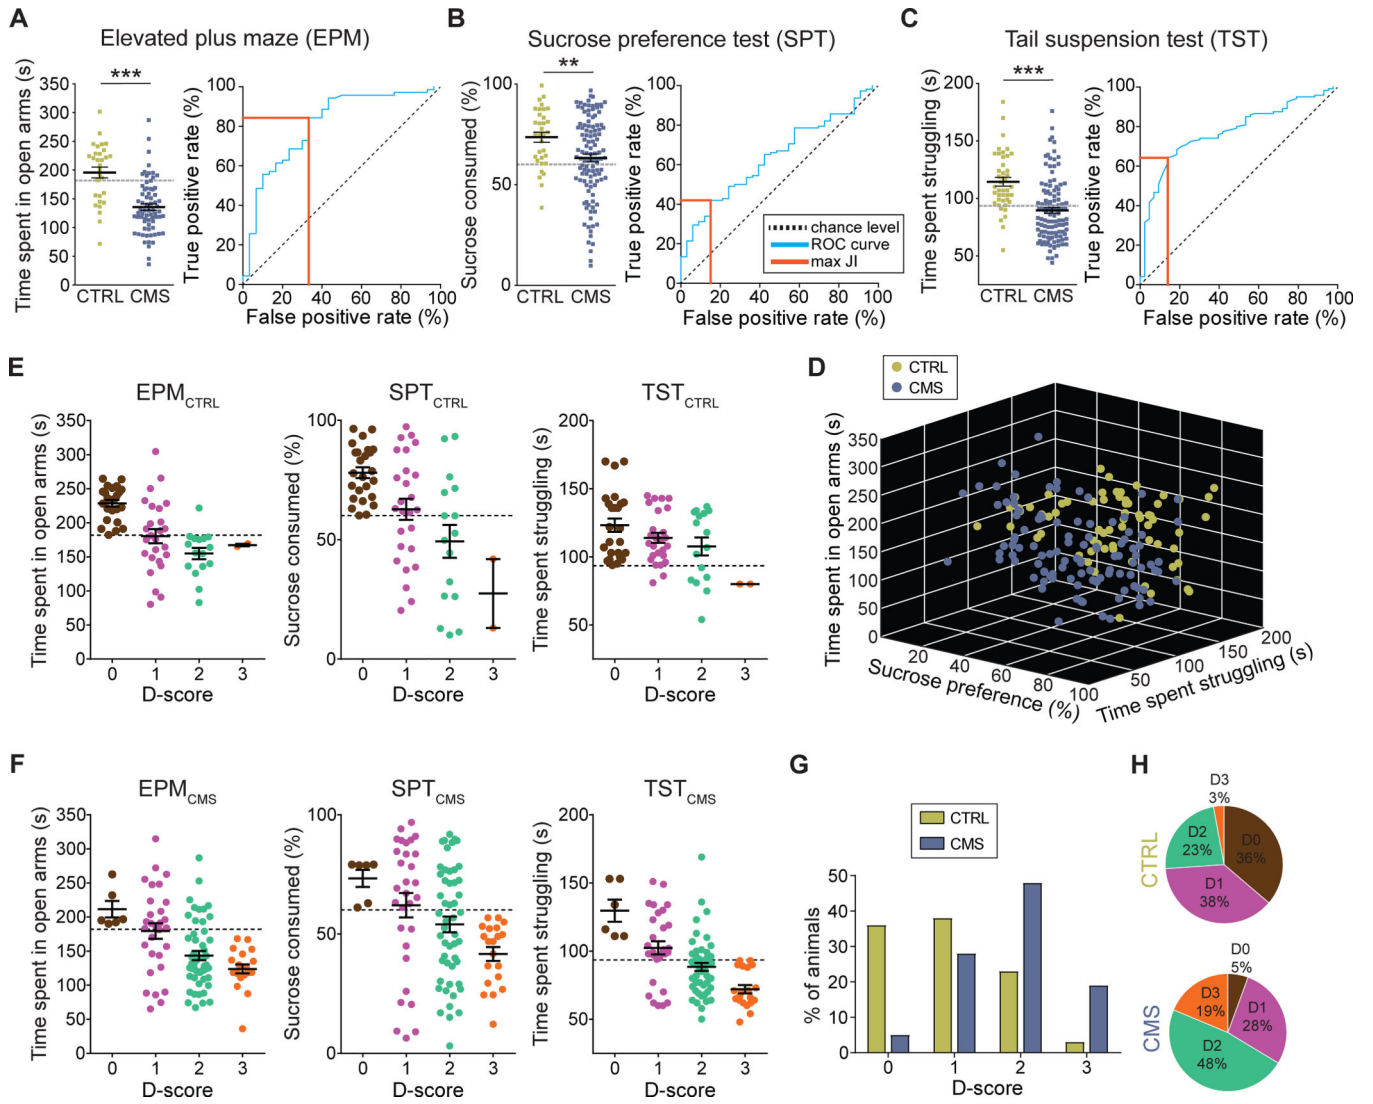 A
Elevated plus maze (EPM)
Time spent in open arms (s)
350
300
250
200
150
100
50
0
***
CTRL CMS
True positive rate (%)
100
80
60
40
20
0
0 20 40 60 80 100
False positive rate (%)
B
Sucrose preference test (SPT)
Sucrose consumed (%)
100
50
0
**
CTRL CMS
True positive rate (%)
100
80
60
40
20
0
0 20 40 60 80 100
False positive rate (%)
chance level
ROC curve
max JI
C
Tail suspension test (TST)
Time spent struggling (s)
200
150
100
50
***
CTRL CMS
True positive rate (%)
100
80
60
40
20
0
0 20 40 60 80 100
False positive rate (%)
E
EPM CTRL
Time spent in open arms (s)
350
300
250
200
150
100
50
0
0 1 2 3
D-score
SPT CTRL
Sucrose consumed (%)
100
50
0
0 1 2 3
D-score
TST CTRL
Time spent struggling (s)
200
150
100
50
0 1 2 3
D-score
D
CTRL
CMS
Time spent in open arms (s)
350
300
250
200
150
100
50
0
20 40 60 80 100
Sucrose preference (%)
50 100 150 200
Time spent struggling (s)
F
EPM CMS
Time spent in open arms (s)
350
300
250
200
150
100
50
0
0 1 2 3
D-score
SPT CMS
Sucrose consumed (%)
100
50
0
0 1 2 3
D-score
TST CMS
Time spent struggling (s)
200
150
100
50
0 1 2 3
D-score
G
CTRL
CMS
% of animals
50
40
30
20
10
0
0 1 2 3
D-score
H
CTRL
D3
3%
D2
23%
D0
36%
D1
38%
CMS
D0
5%
D3
19%
D1
28%
D2
48%